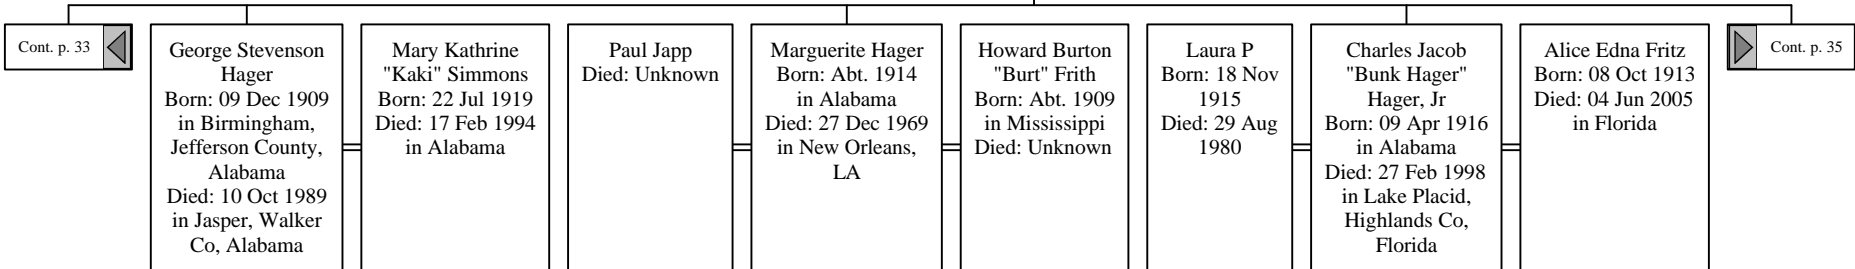 Cont. p. 33
George Stevenson
Hager
Born: 09 Dec 1909
in Birmingham,
Jefferson County,
Alabama
Died: 10 Oct 1989
in Jasper, Walker
Co, Alabama
Mary Kathrine
"Kaki" Simmons
Born: 22 Jul 1919
Died: 17 Feb 1994
in Alabama
Paul Japp
Died: Unknown
Marguerite Hager
Born: Abt. 1914
in Alabama
Died: 27 Dec 1969
in New Orleans,
LA
Howard Burton
"Burt" Frith
Born: Abt. 1909
in Mississippi
Died: Unknown
Laura P
Born: 18 Nov
1915
Died: 29 Aug
1980
Charles Jacob
"Bunk Hager"
Hager, Jr
Born: 09 Apr 1916
in Alabama
Died: 27 Feb 1998
in Lake Placid,
Highlands Co,
Florida
Alice Edna Fritz
Born: 08 Oct 1913
Died: 04 Jun 2005
in Florida
Cont. p. 35